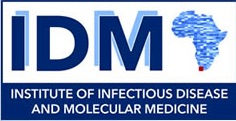 IDM
INSTITUTE OF INFECTIOUS DISEASE
AND MOLECULAR MEDICINE